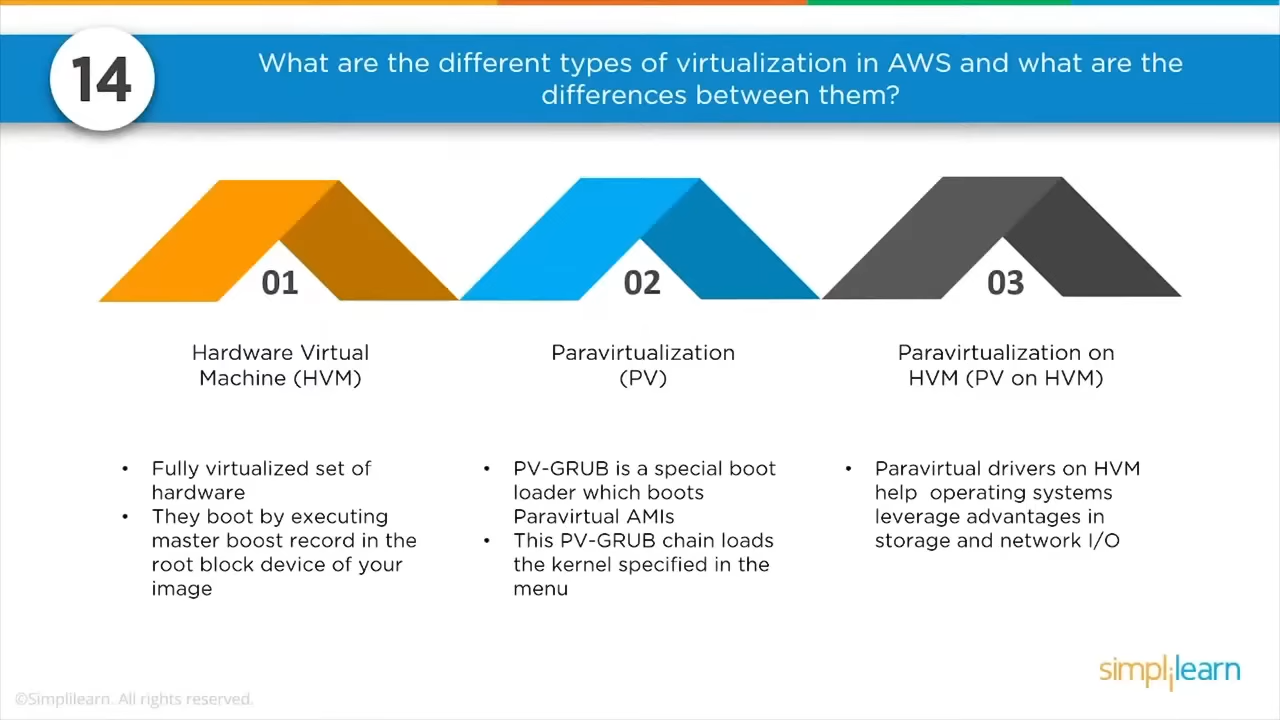 14
What are the different types of virtualization in AWS and what are the
differences between them?
01
02
03
Hardware Virtual
Machine (HVM)
Paravirtualization
(PV)
Paravirtualization on
HVM (PV on HVM)
• Fully virtualized set of
hardware
• They boot by executing
master boost record in the
root block device of your
image
• PV-GRUB is a special boot
loader which boots
Paravirtual AMIs
• This PV-GRUB chain loads
the kernel specified in the
menu
• Paravirtual drivers on HVM
help operating systems
leverage advantages in
storage and network I/O
simplilearn
©Simplilearn. All rights reserved.